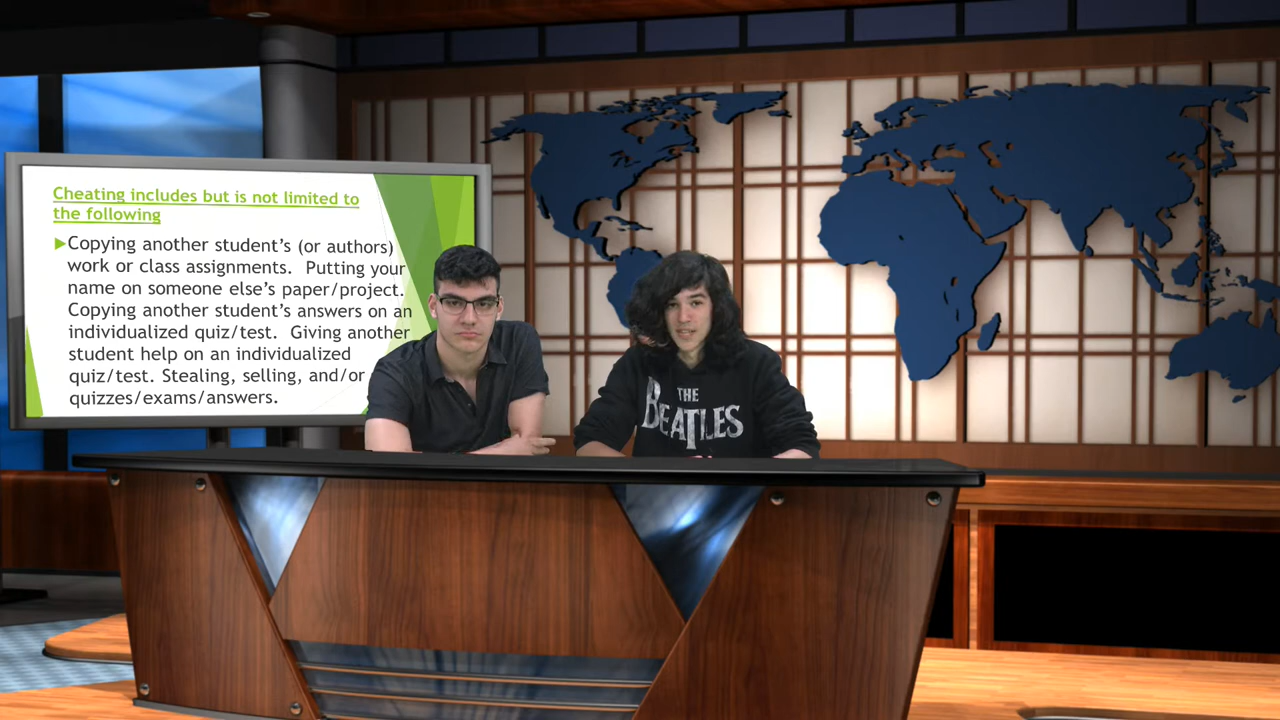 Cheating includes but is not limited to
the following
Copying another student's (or authors)
work or class assignments.  Putting your
name on someone else's paper/project.
Copying another student's answers on an
individualized quiz/test.  Giving another
student help on an individualized
quiz/test. Stealing, selling, and/or
quizzes/exams/answers.
THE
BEATLES